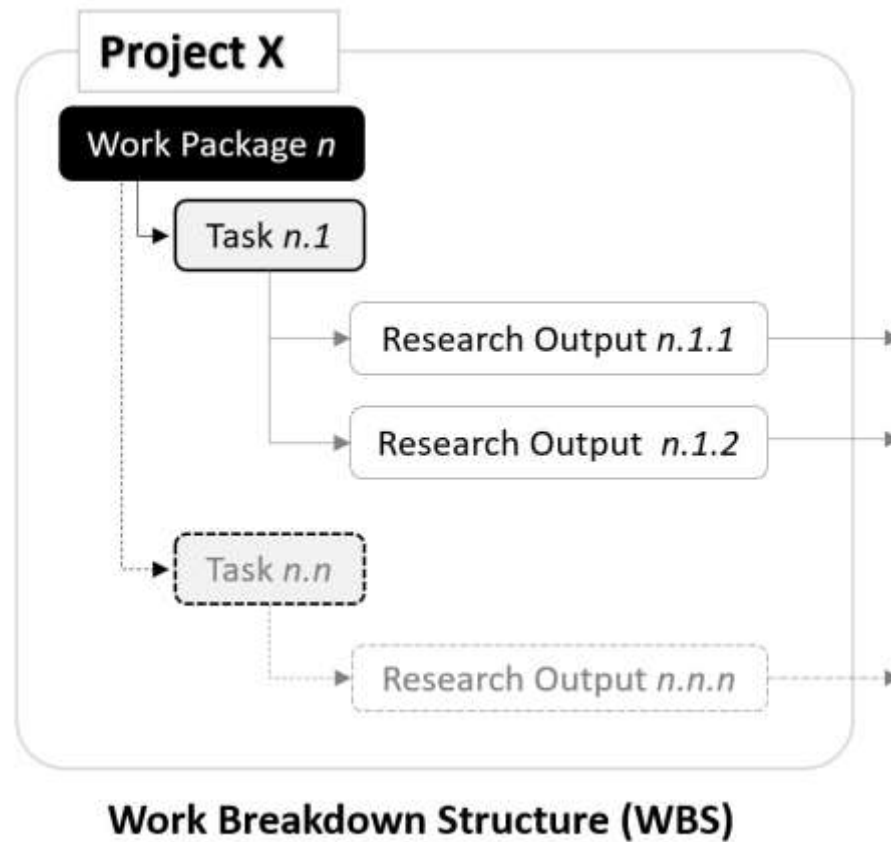 Project X
Work Package n
Task n.1
Research Output n.1.1
Research Output n.1.2
Task n.n
Research Output n.n.n
Work Breakdown Structure (WBS)